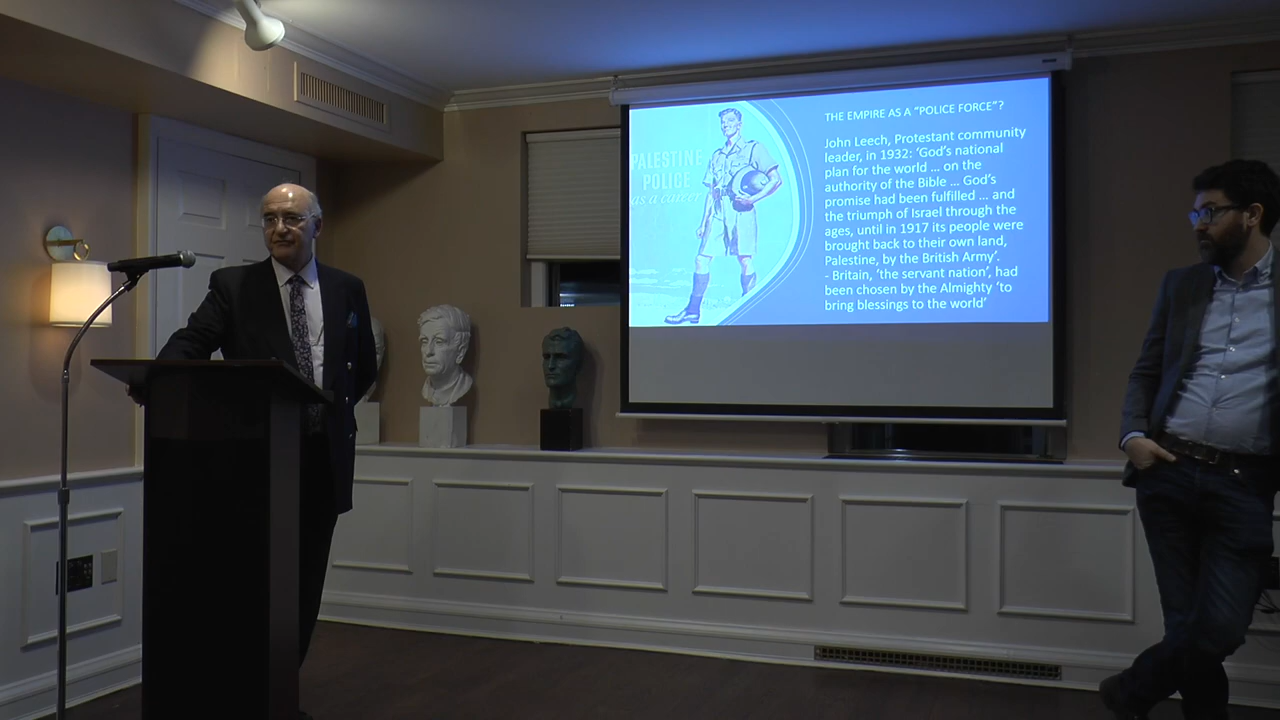 PALESTINE
POLICE
as a career
THE EMPIRE AS A “POLICE FORCE”?
John Leech, Protestant community
leader, in 1932: ‘God’s national
plan for the world ... on the
authority of the Bible ... God’s
promise had been fulfilled ... and
the triumph of Israel through the
ages, until in 1917 its people were
brought back to their own land,
Palestine, by the British Army’.
- Britain, ‘the servant nation’, had
been chosen by the Almighty ‘to
bring blessings to the world’